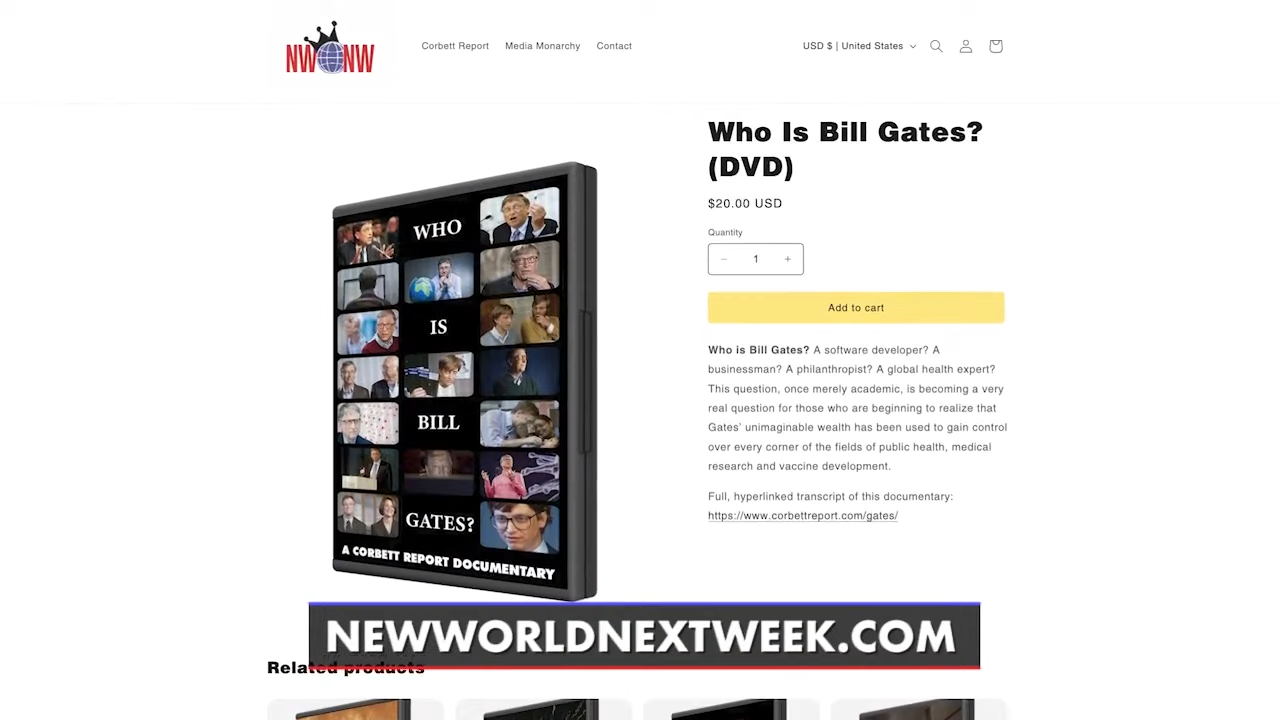 NW NW
Corbett Report
Media Monarchy
Contact
USD $ | United States
Who Is Bill Gates?
(DVD)
$20.00 USD
Quantity
− 1 +
Add to cart
Who is Bill Gates? A software developer? A
businessman? A philanthropist? A global health expert?
This question, once merely academic, is becoming a very
real question for those who are beginning to realize that
Gates’ unimaginable wealth has been used to gain control
over every corner of the fields of public health, medical
research and vaccine development.
Full, hyperlinked transcript of this documentary:
https://www.corbettreport.com/gates/
WHO
IS
BILL
GATES?
A CORBETT REPORT DOCUMENTARY
NEWWORLDNEXTWEEK.COM
Related products